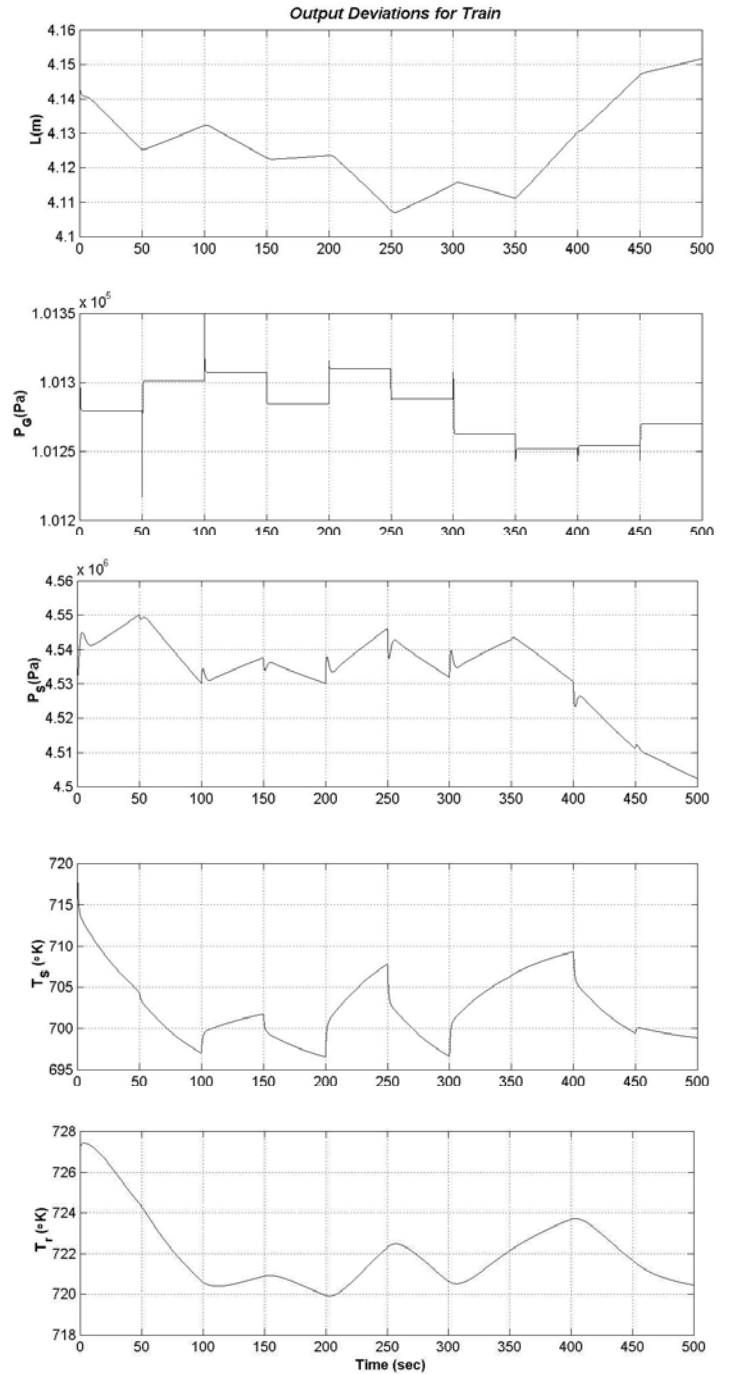 Output Deviations for Train
4.16
4.15
4.14
4.13
4.12
4.11
4.1
L(m)
0 50 100 150 200 250 300 350 400 450 500
x 10^5
1.0135
1.013
1.0125
1.012
P_G(Pa)
0 50 100 150 200 250 300 350 400 450 500
x 10^6
4.56
4.55
4.54
4.53
4.52
4.51
4.5
P_S(Pa)
0 50 100 150 200 250 300 350 400 450 500
720
715
710
705
700
695
T_S (∘K)
0 50 100 150 200 250 300 350 400 450 500
728
726
724
722
720
718
T_r (∘K)
0 50 100 150 200 250 300 350 400 450 500
Time (sec)